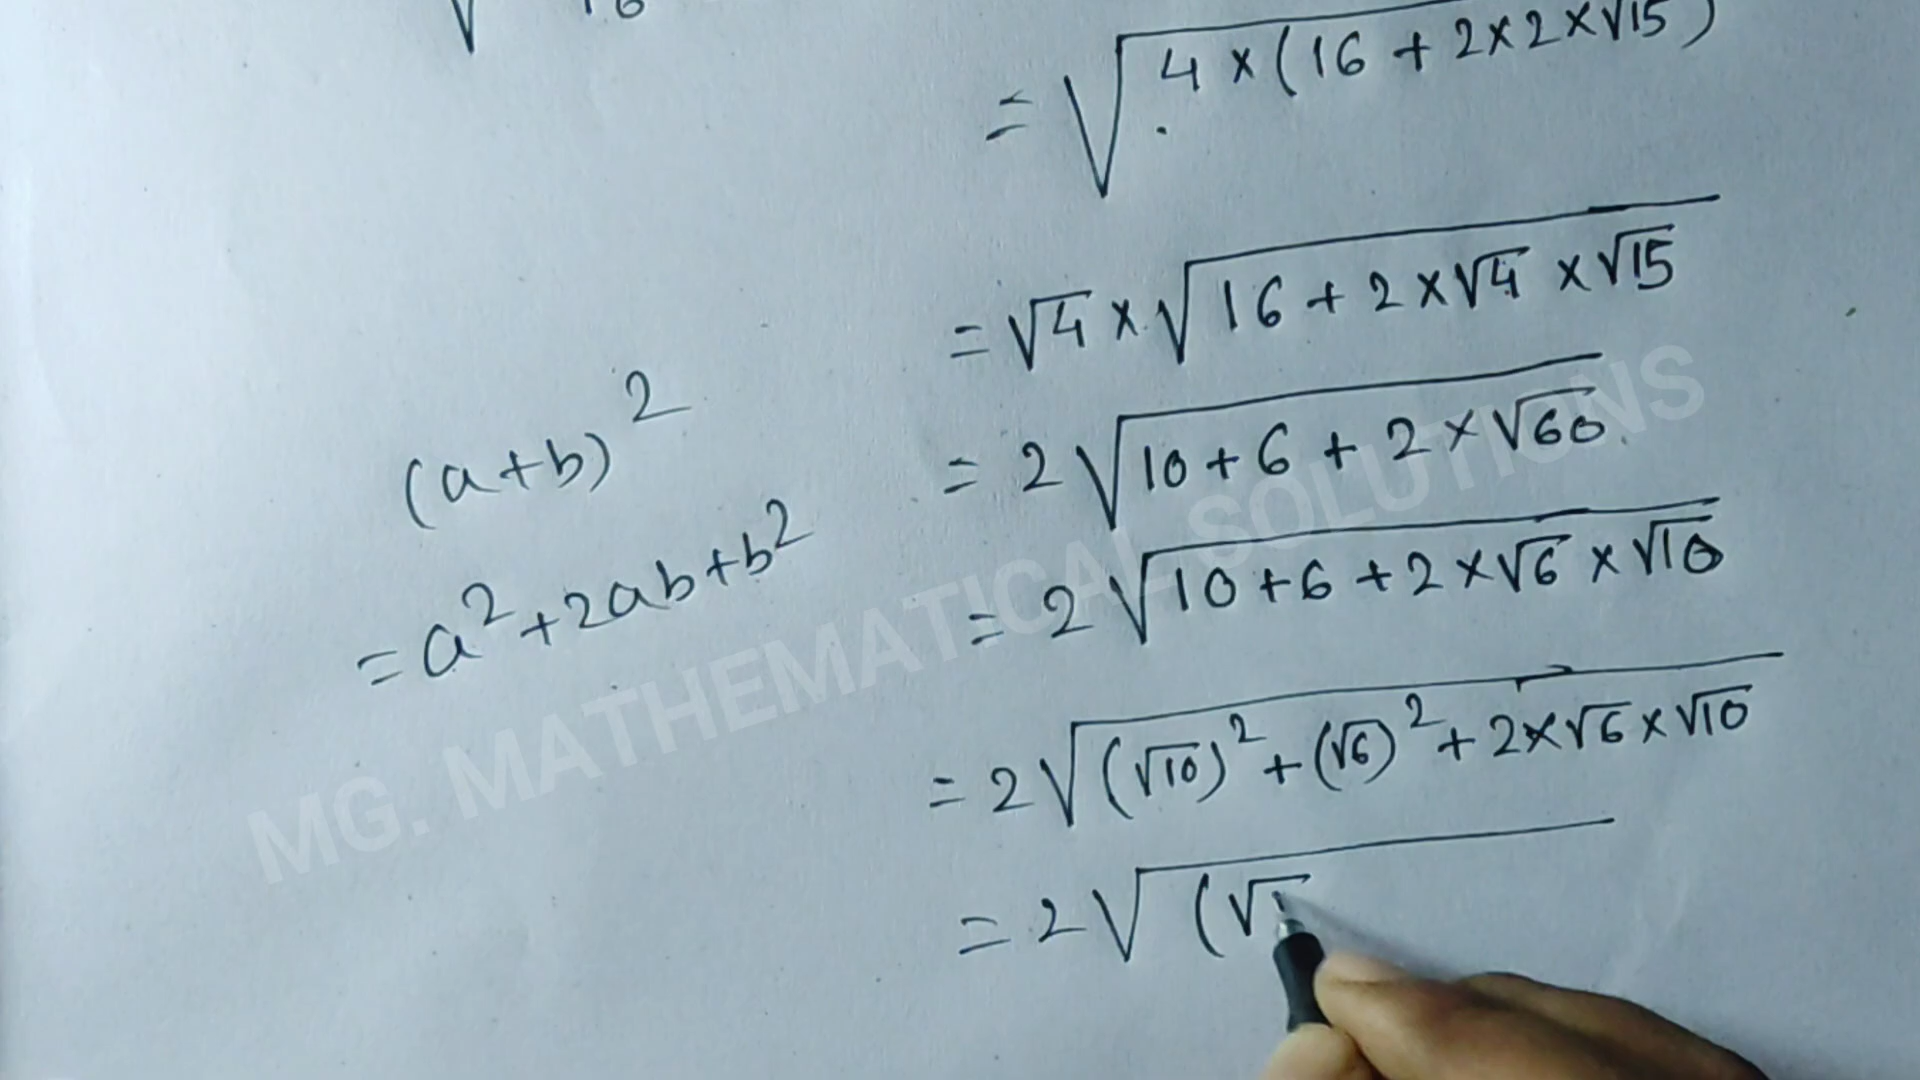 √ 16
= √4 × (16 + 2×2×√15)
= √4 × √16 + 2×√4 ×√15
(a+b)²
= 2√10+6 + 2×√60
= a²+2ab+b²
= 2√10+6+2×√6×√10
= 2√(√10)²+(√6)²+2×√6×√10
= 2√(√
MG. MATHEMATICAL SOLUTIONS